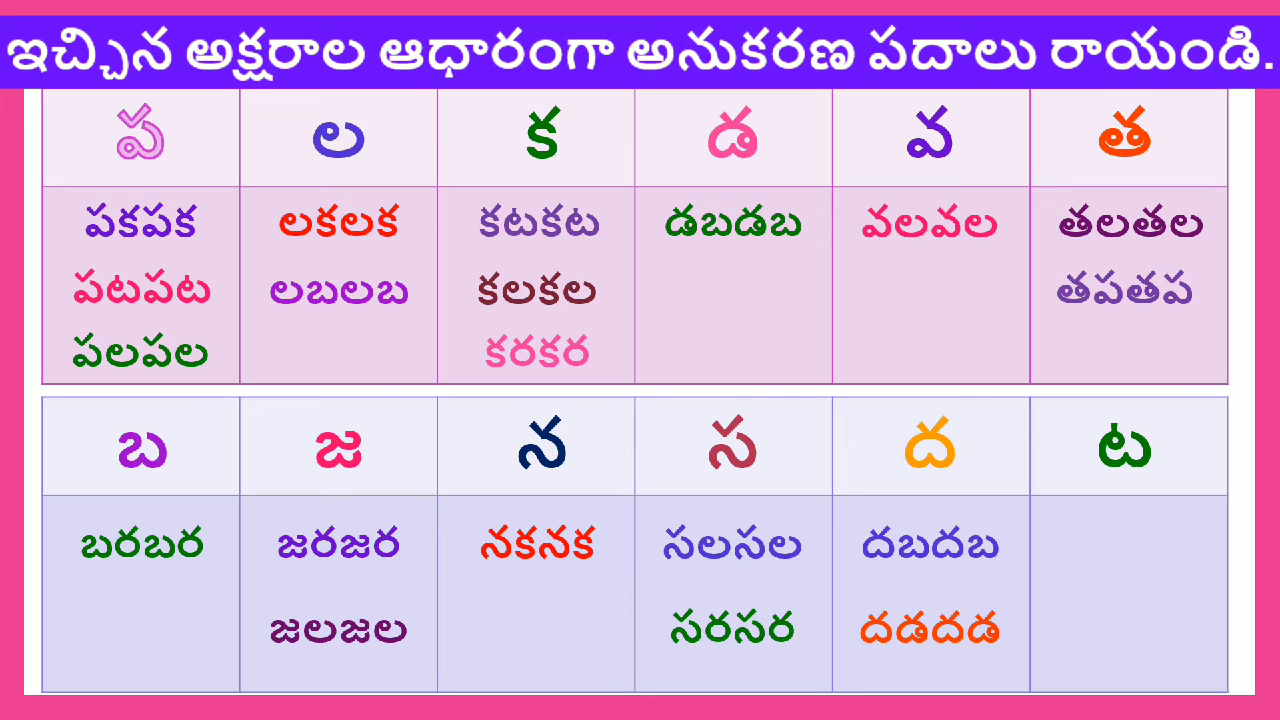 ఇచ్చిన అక్షరాల ఆధారంగా అనుకరణ పదాలు రాయండి.
ప ల క డ వ త
పకపక లకలక కటకట డబడబ వలవల తలతల
పటపట లబలబ కలకల తపతప
పలపల కరకర
బ జ న స ద ట
బరబర జరజర నకనక సలసల దబదబ
జలజల సరసర దడదడ